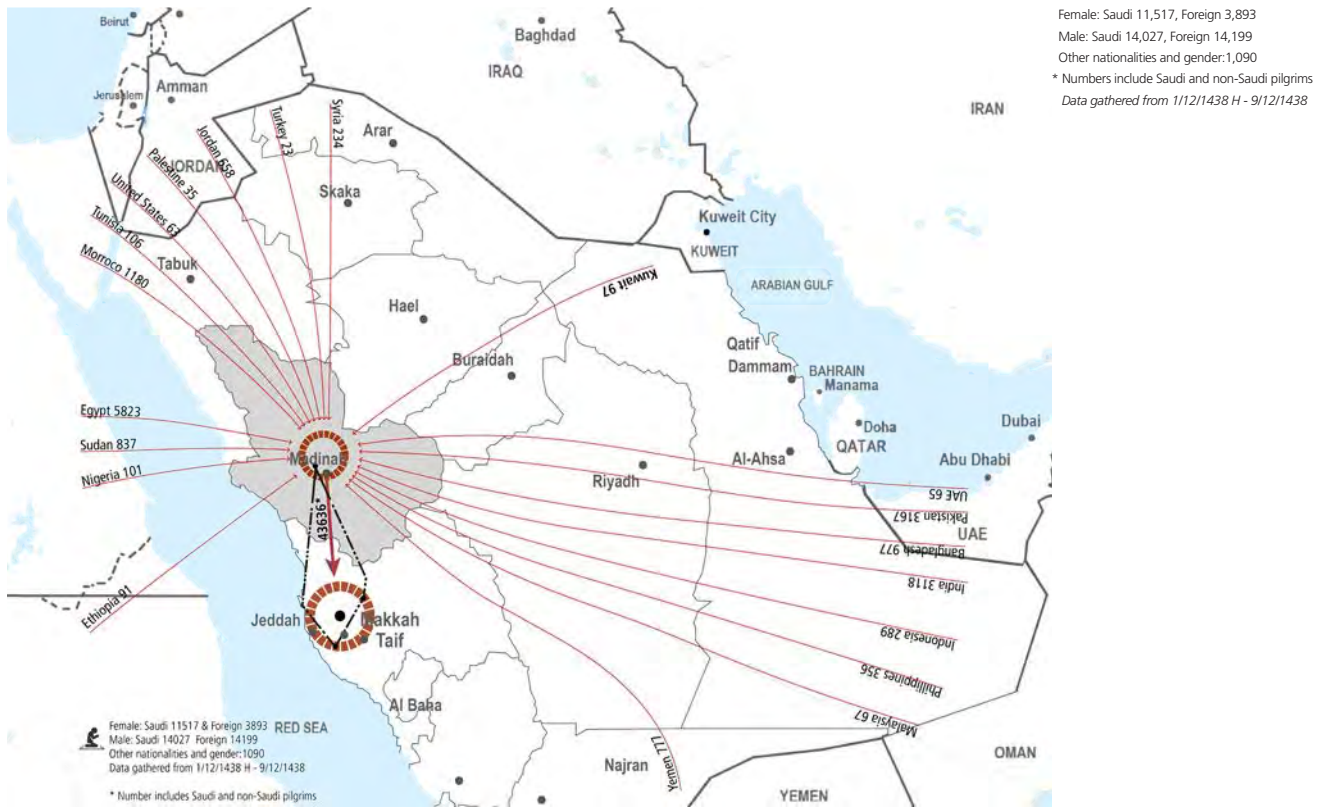 Female: Saudi 11,517, Foreign 3,893
Male: Saudi 14,027, Foreign 14,199
Other nationalities and gender:1,090
* Numbers include Saudi and non-Saudi pilgrims
Data gathered from 1/12/1438 H - 9/12/1438
Beirut
Baghdad
IRAQ
IRAN
Jerusalem
Amman
JORDAN
Arar
Skaka
Syria 234
Turkey 23
Jordan 658
Palestine 35
United States 63
Tunisia 106
Morroco 1180
Tabuk
Kuweit City
KUWEIT
Kuwait 97
ARABIAN GULF
Hael
Buraidah
Qatif
Dammam
BAHRAIN
Manama
Doha
QATAR
Dubai
Abu Dhabi
Al-Ahsa
Riyadh
Egypt 5823
Sudan 837
Nigeria 101
Ethiopia 91
Madinah
43636*
UAE 65
Pakistan 3167
UAE
Bangladesh 977
India 3118
Indonesia 289
Phillippines 356
Malaysia 67
Yemen 777
Jeddah
Makkah
Taif
Al Baha
RED SEA
Najran
OMAN
YEMEN
Female: Saudi 11517 & Foreign 3893
Male: Saudi 14027 Foreign 14199
Other nationalities and gender:1090
Data gathered from 1/12/1438 H - 9/12/1438
* Number includes Saudi and non-Saudi pilgrims